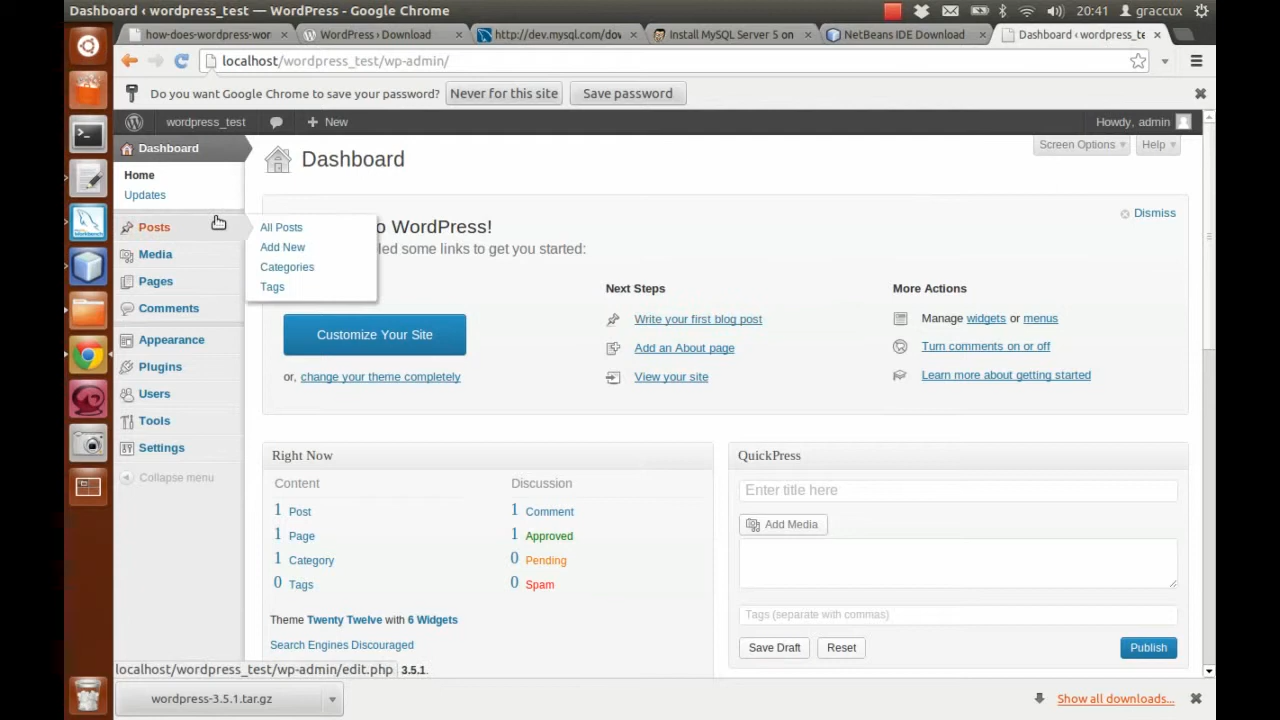 Dashboard ‹ wordpress_test — WordPress - Google Chrome
20:41 graccux
how-does-wordpress-wor
WordPress › Download
http://dev.mysql.com/dov
Install MySQL Server 5 on
NetBeans IDE Download
Dashboard ‹ wordpress_te
localhost/wordpress_test/wp-admin/
Do you want Google Chrome to save your password? Never for this site Save password
wordpress_test + New Howdy, admin
Dashboard
Home
Updates
Posts
Media
Pages
Comments
Appearance
Plugins
Users
Tools
Settings
Collapse menu
All Posts
Add New
Categories
Tags
Dashboard
Screen Options
Help
o WordPress!
led some links to get you started:
Dismiss
Customize Your Site
or, change your theme completely
Next Steps
Write your first blog post
Add an About page
View your site
More Actions
Manage widgets or menus
Turn comments on or off
Learn more about getting started
Right Now
Content
1 Post
1 Page
1 Category
0 Tags
Discussion
1 Comment
1 Approved
0 Pending
0 Spam
Theme Twenty Twelve with 6 Widgets
Search Engines Discouraged
3.5.1.
QuickPress
Enter title here
Add Media
Tags (separate with commas)
Save Draft
Reset
Publish
localhost/wordpress_test/wp-admin/edit.php
wordpress-3.5.1.tar.gz
Show all downloads...